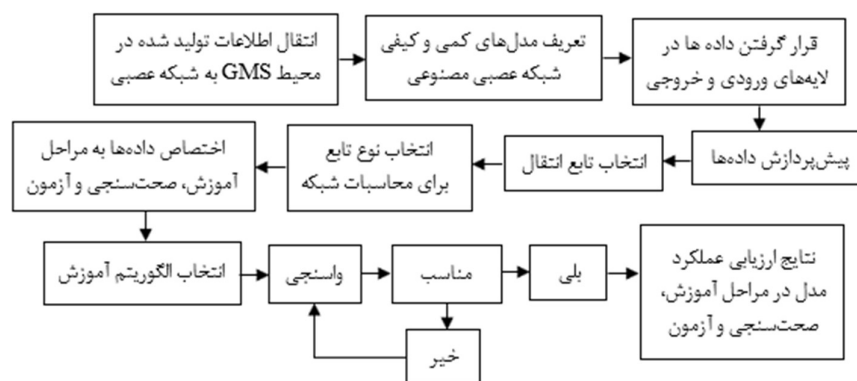 انتقال اطلاعات تولید شده در
محیط GMS به شبکه عصبی
تعریف مدل‌های کمی و کیفی
شبکه عصبی مصنوعی
قرار گرفتن داده ها در
لایه‌های ورودی و خروجی
پیش‌پردازش داده‌ها
انتخاب تابع انتقال
انتخاب نوع تابع
برای محاسبات شبکه
اختصاص داده‌ها به مراحل
آموزش، صحت‌سنجی و آزمون
انتخاب الگوریتم آموزش
واسنجی
مناسب
بلی
خیر
نتایج ارزیابی عملکرد
مدل در مراحل آموزش،
صحت‌سنجی و آزمون